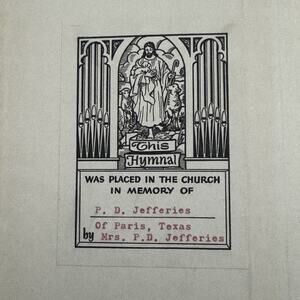 This
Hymnal
WAS PLACED IN THE CHURCH
IN MEMORY OF
P. D. Jefferies
Of Paris, Texas
by Mrs. P.D. Jefferies